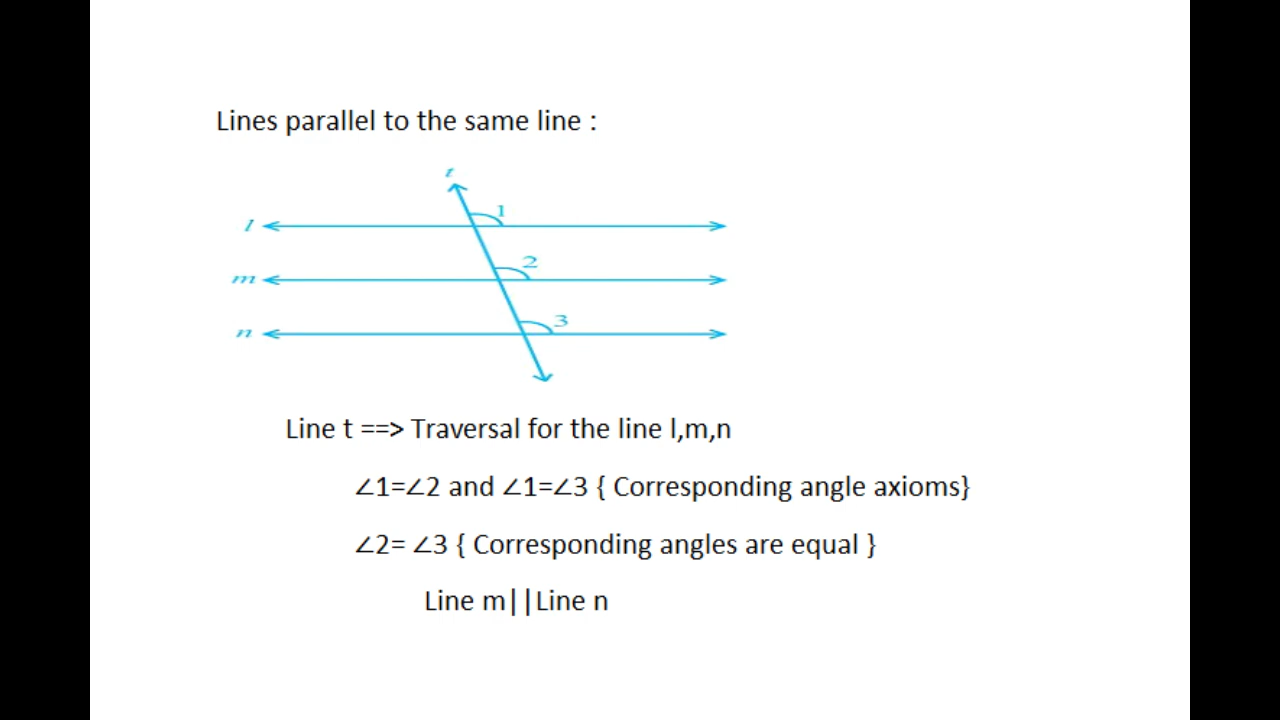 Lines parallel to the same line :
t
1
l
2
m
3
n
Line t ==> Traversal for the line l,m,n
∠1=∠2 and ∠1=∠3 { Corresponding angle axioms}
∠2= ∠3 { Corresponding angles are equal }
Line m||Line n